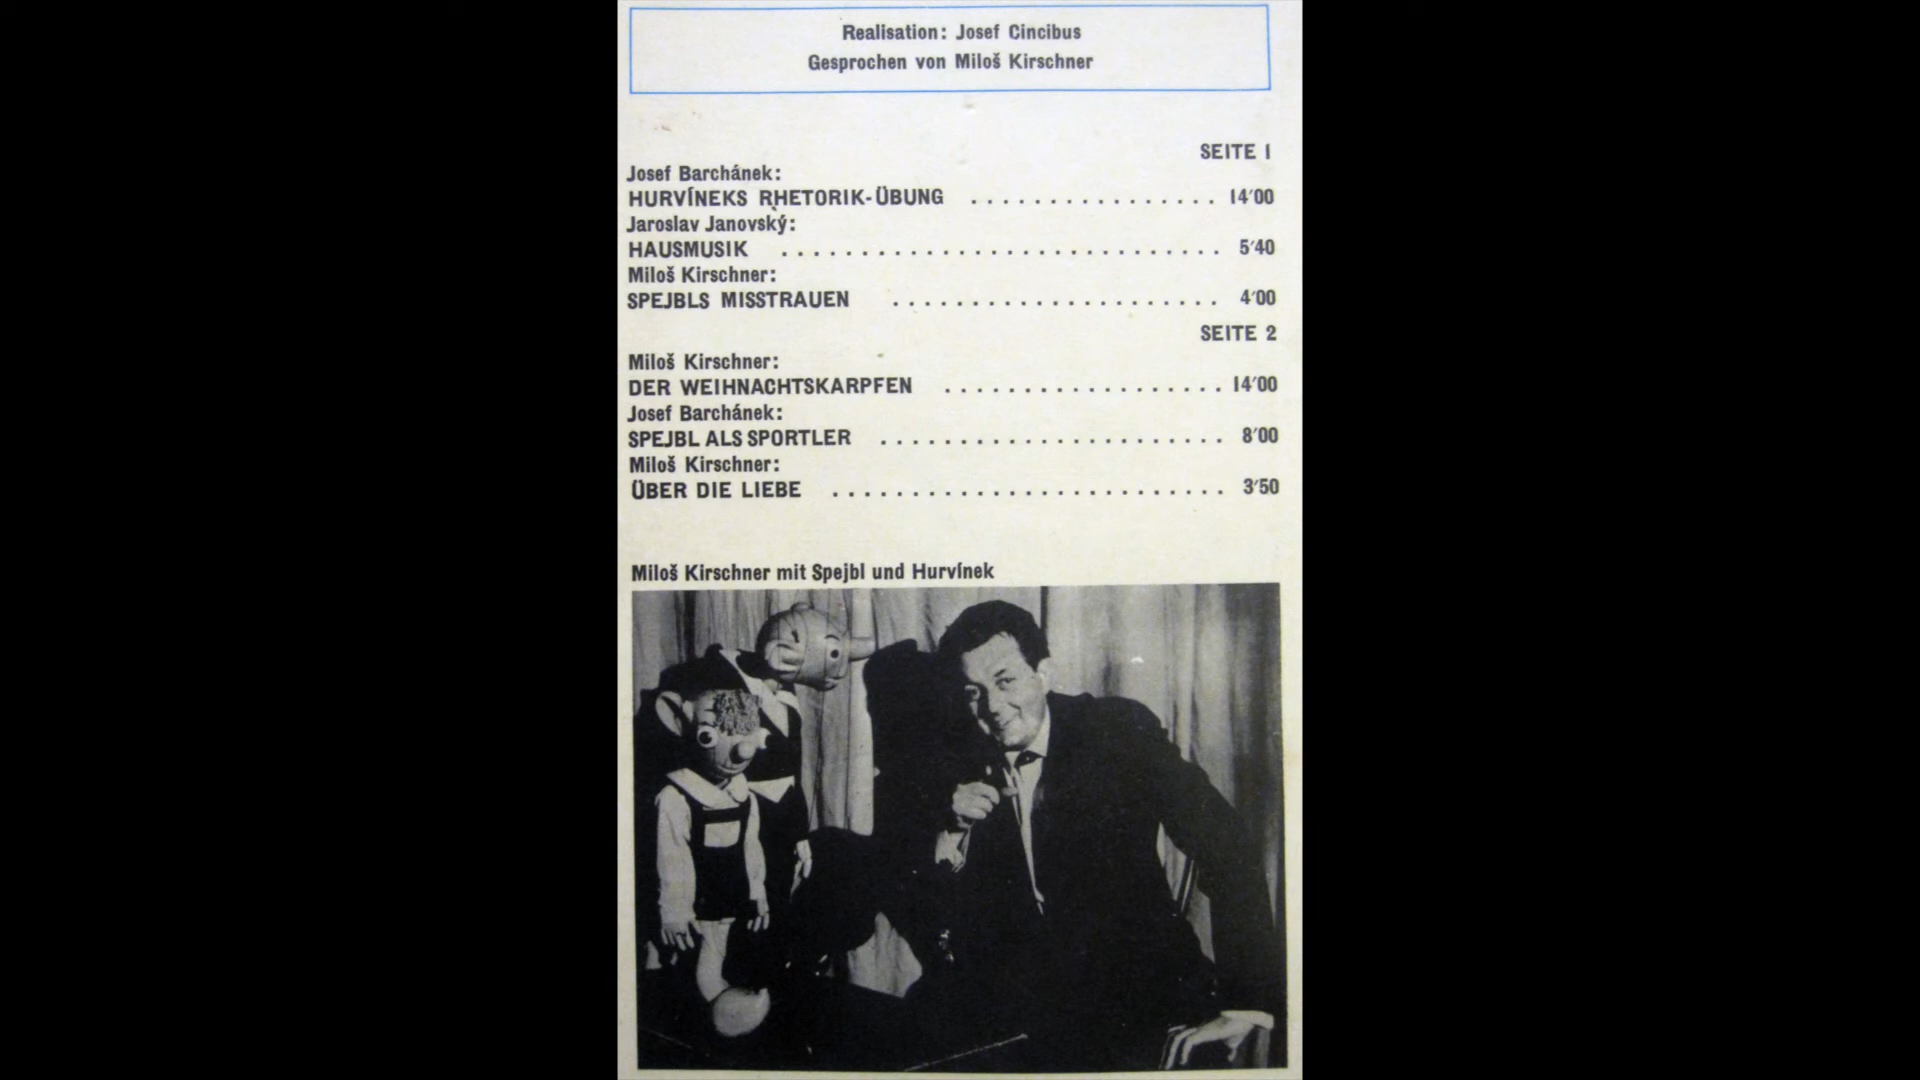 Realisation: Josef Cincibus
Gesprochen von Miloš Kirschner
SEITE 1
Josef Barchánek:
HURVÍNEKS RHETORIK-ÜBUNG ................ 14′00
Jaroslav Janovský:
HAUSMUSIK ............................ 5′40
Miloš Kirschner:
SPEJBLS MISSTRAUEN ..................... 4′00
SEITE 2
Miloš Kirschner:
DER WEIHNACHTSKARPFEN .................. 14′00
Josef Barchánek:
SPEJBL ALS SPORTLER ...................... 8′00
Miloš Kirschner:
ÜBER DIE LIEBE ......................... 3′50
Miloš Kirschner mit Spejbl und Hurvínek